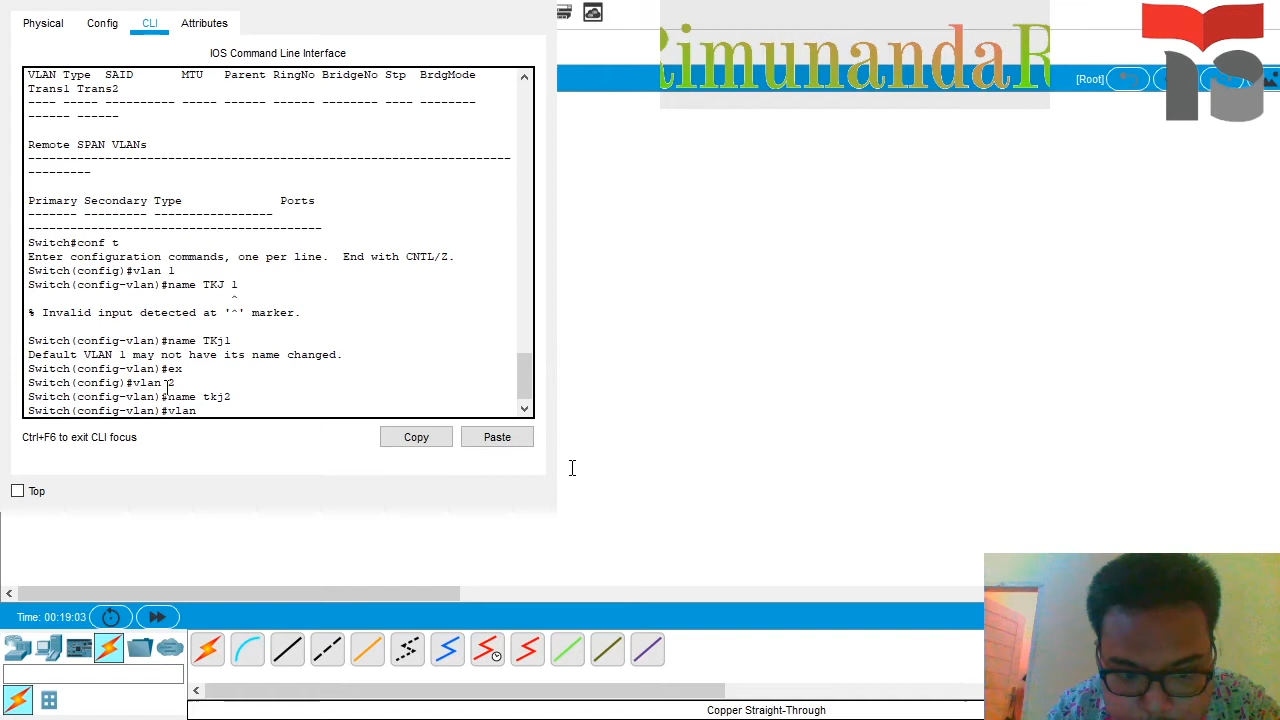 Physical Config CLI Attributes
IOS Command Line Interface
VLAN Type SAID MTU Parent RingNo BridgeNo Stp BrdgMode
Trans1 Trans2
---- ----- ---------- ----- ------ ------ -------- ---- --------
------ ------
Remote SPAN VLANs
---------------------------------------------------------------------
---------
Primary Secondary Type Ports
------- --------- -----------------
------------------------------------------
Switch#conf t
Enter configuration commands, one per line. End with CNTL/Z.
Switch(config)#vlan 1
Switch(config-vlan)#name TKJ 1
^
% Invalid input detected at '^' marker.
Switch(config-vlan)#name TKj1
Default VLAN 1 may not have its name changed.
Switch(config-vlan)#ex
Switch(config)#vlan 2
Switch(config-vlan)#name tkj2
Switch(config-vlan)#vlan
Ctrl+F6 to exit CLI focus
Copy
Paste
Top
RimunandaR
[Root]
Time: 00:19:03
Copper Straight-Through